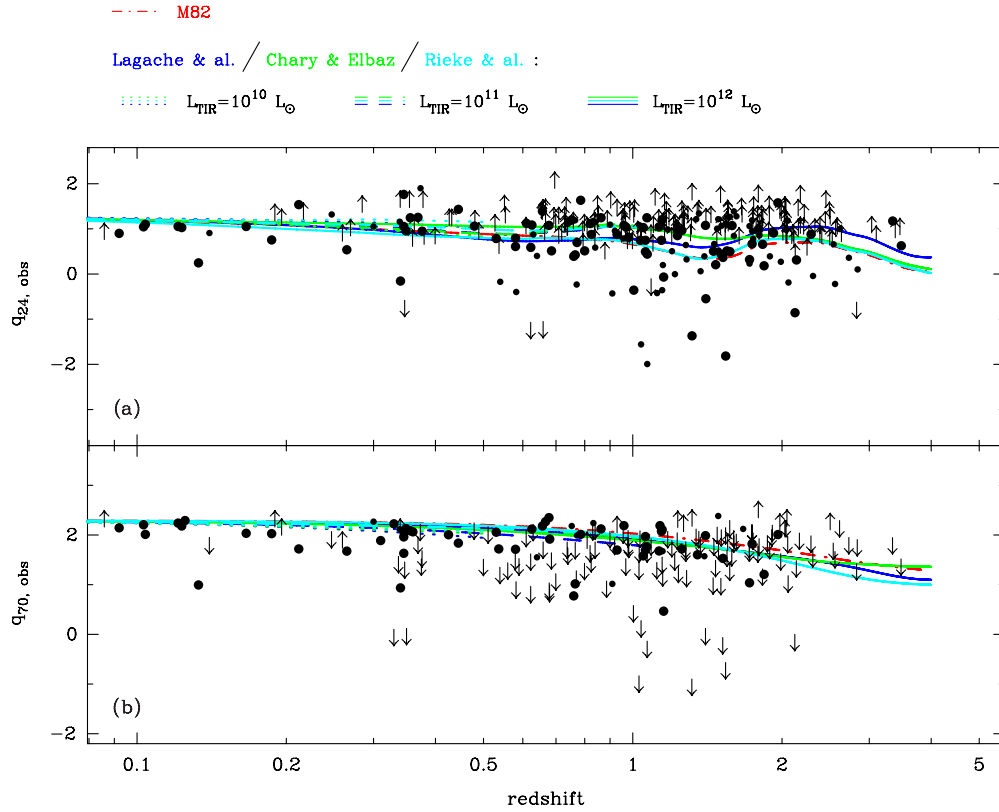 M82
Lagache & al. / Chary & Elbaz / Rieke & al. :
L_TIR=10^10 L_⊙ L_TIR=10^11 L_⊙ L_TIR=10^12 L_⊙
2
0
−2
q_24, obs
(a)
2
0
−2
q_70, obs
(b)
0.1 0.2 0.5 1 2 5
redshift